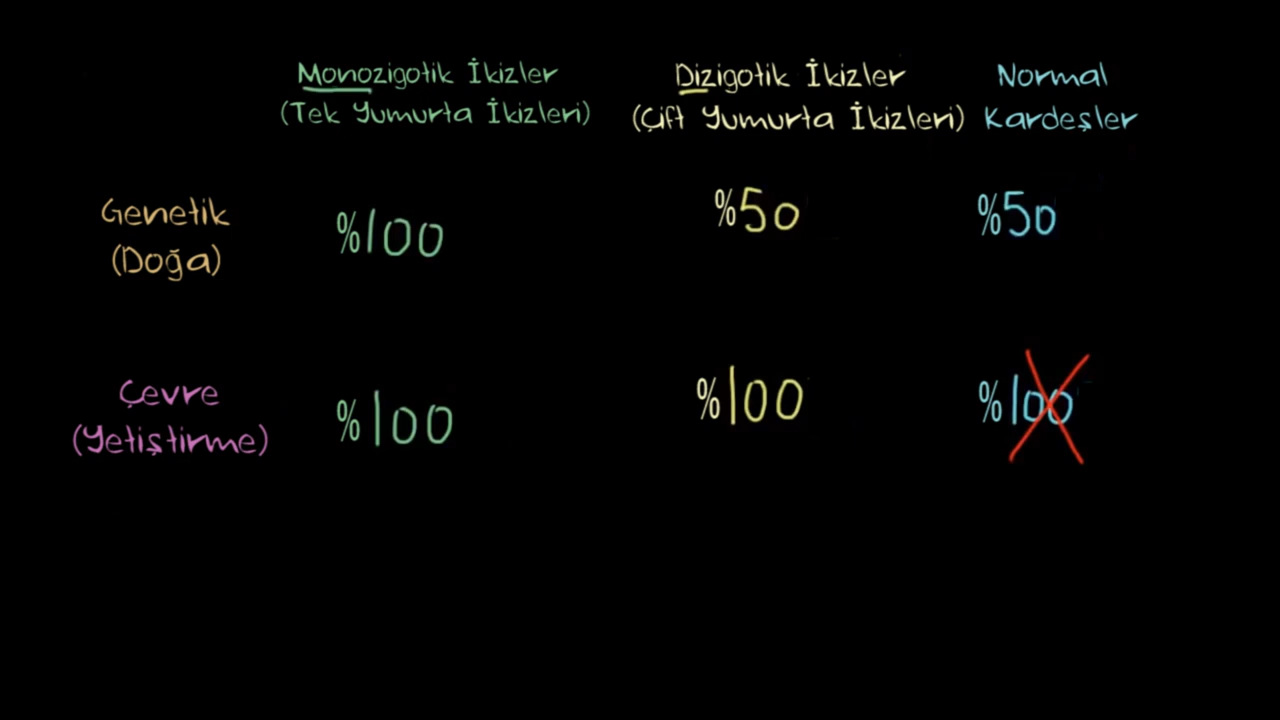 Monozigotik İkizler
(Tek Yumurta İkizleri)
Dizigotik İkizler
(Çift Yumurta İkizleri)
Normal
Kardeşler
Genetik
(Doğa)
%100
%50
%50
Çevre
(Yetiştirme)
%100
%100
%100